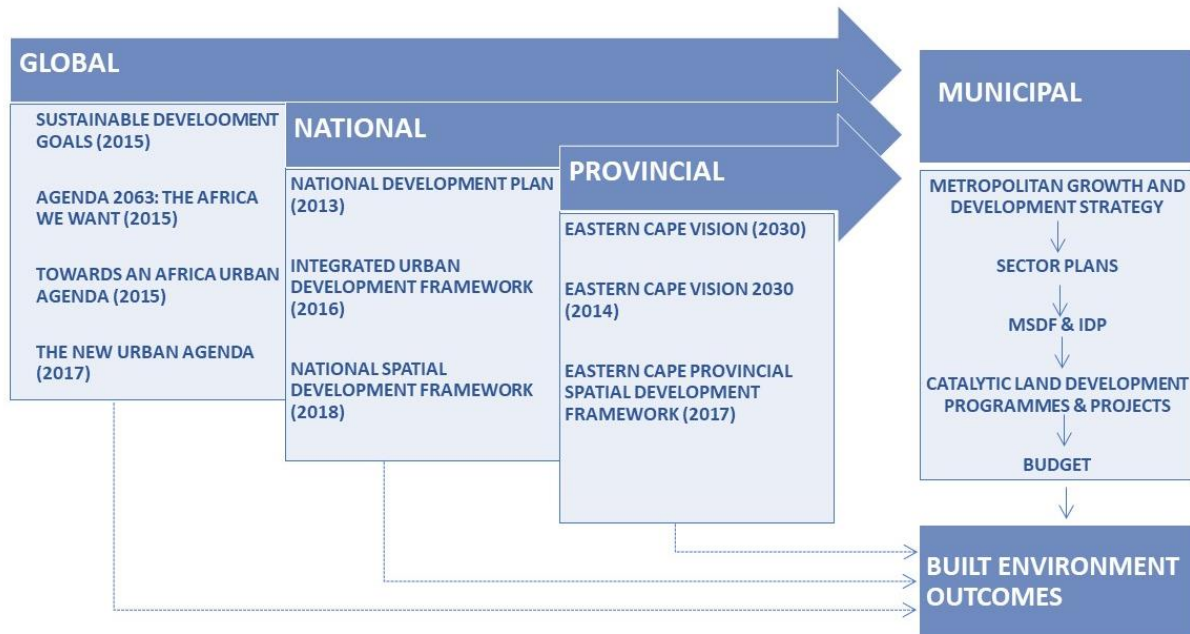 GLOBAL
SUSTAINABLE DEVELOOMENT
GOALS (2015)
AGENDA 2063: THE AFRICA
WE WANT (2015)
TOWARDS AN AFRICA URBAN
AGENDA (2015)
THE NEW URBAN AGENDA
(2017)
NATIONAL
NATIONAL DEVELOPMENT PLAN
(2013)
INTEGRATED URBAN
DEVELOPMENT FRAMEWORK
(2016)
NATIONAL SPATIAL
DEVELOPMENT FRAMEWORK
(2018)
PROVINCIAL
EASTERN CAPE VISION (2030)
EASTERN CAPE VISION 2030
(2014)
EASTERN CAPE PROVINCIAL
SPATIAL DEVELOPMENT
FRAMEWORK (2017)
MUNICIPAL
METROPOLITAN GROWTH AND
DEVELOPMENT STRATEGY
SECTOR PLANS
MSDF & IDP
CATALYTIC LAND DEVELOPMENT
PROGRAMMES & PROJECTS
BUDGET
BUILT ENVIRONMENT
OUTCOMES